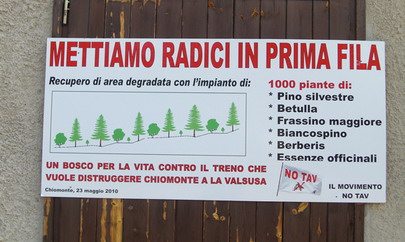 METTIAMO RADICI IN PRIMA FILA
Recupero di area degradata con l'impianto di:
1000 piante di:
* Pino silvestre
* Betulla
* Frassino maggiore
* Biancospino
* Berberis
* Essenze officinali
UN BOSCO PER LA VITA CONTRO IL TRENO CHE
VUOLE DISTRUGGERE CHIOMONTE A LA VALSUSA
Chiomonte, 23 maggio 2010
NO TAV
IL MOVIMENTO
NO TAV